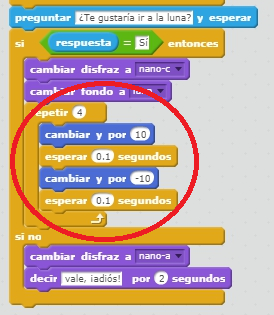 preguntar ¿Te gustaría ir a la luna? y esperar
si respuesta = Sí entonces
cambiar disfraz a nano-c
cambiar fondo a
repetir 4
cambiar y por 10
esperar 0.1 segundos
cambiar y por -10
esperar 0.1 segundos
si no
cambiar disfraz a nano-a
decir vale, ¡adiós! por 2 segundos